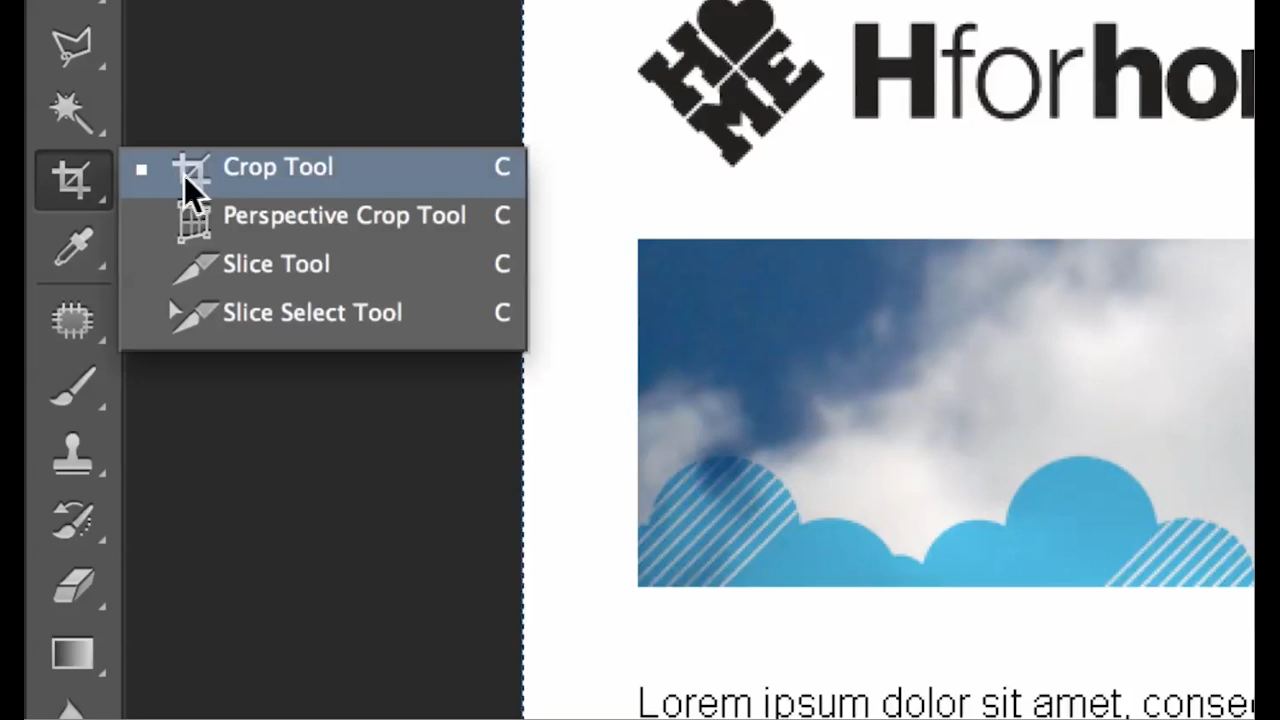 HOME
Hforho
Crop Tool C
Perspective Crop Tool C
Slice Tool C
Slice Select Tool C
Lorem ipsum dolor sit amet, conse